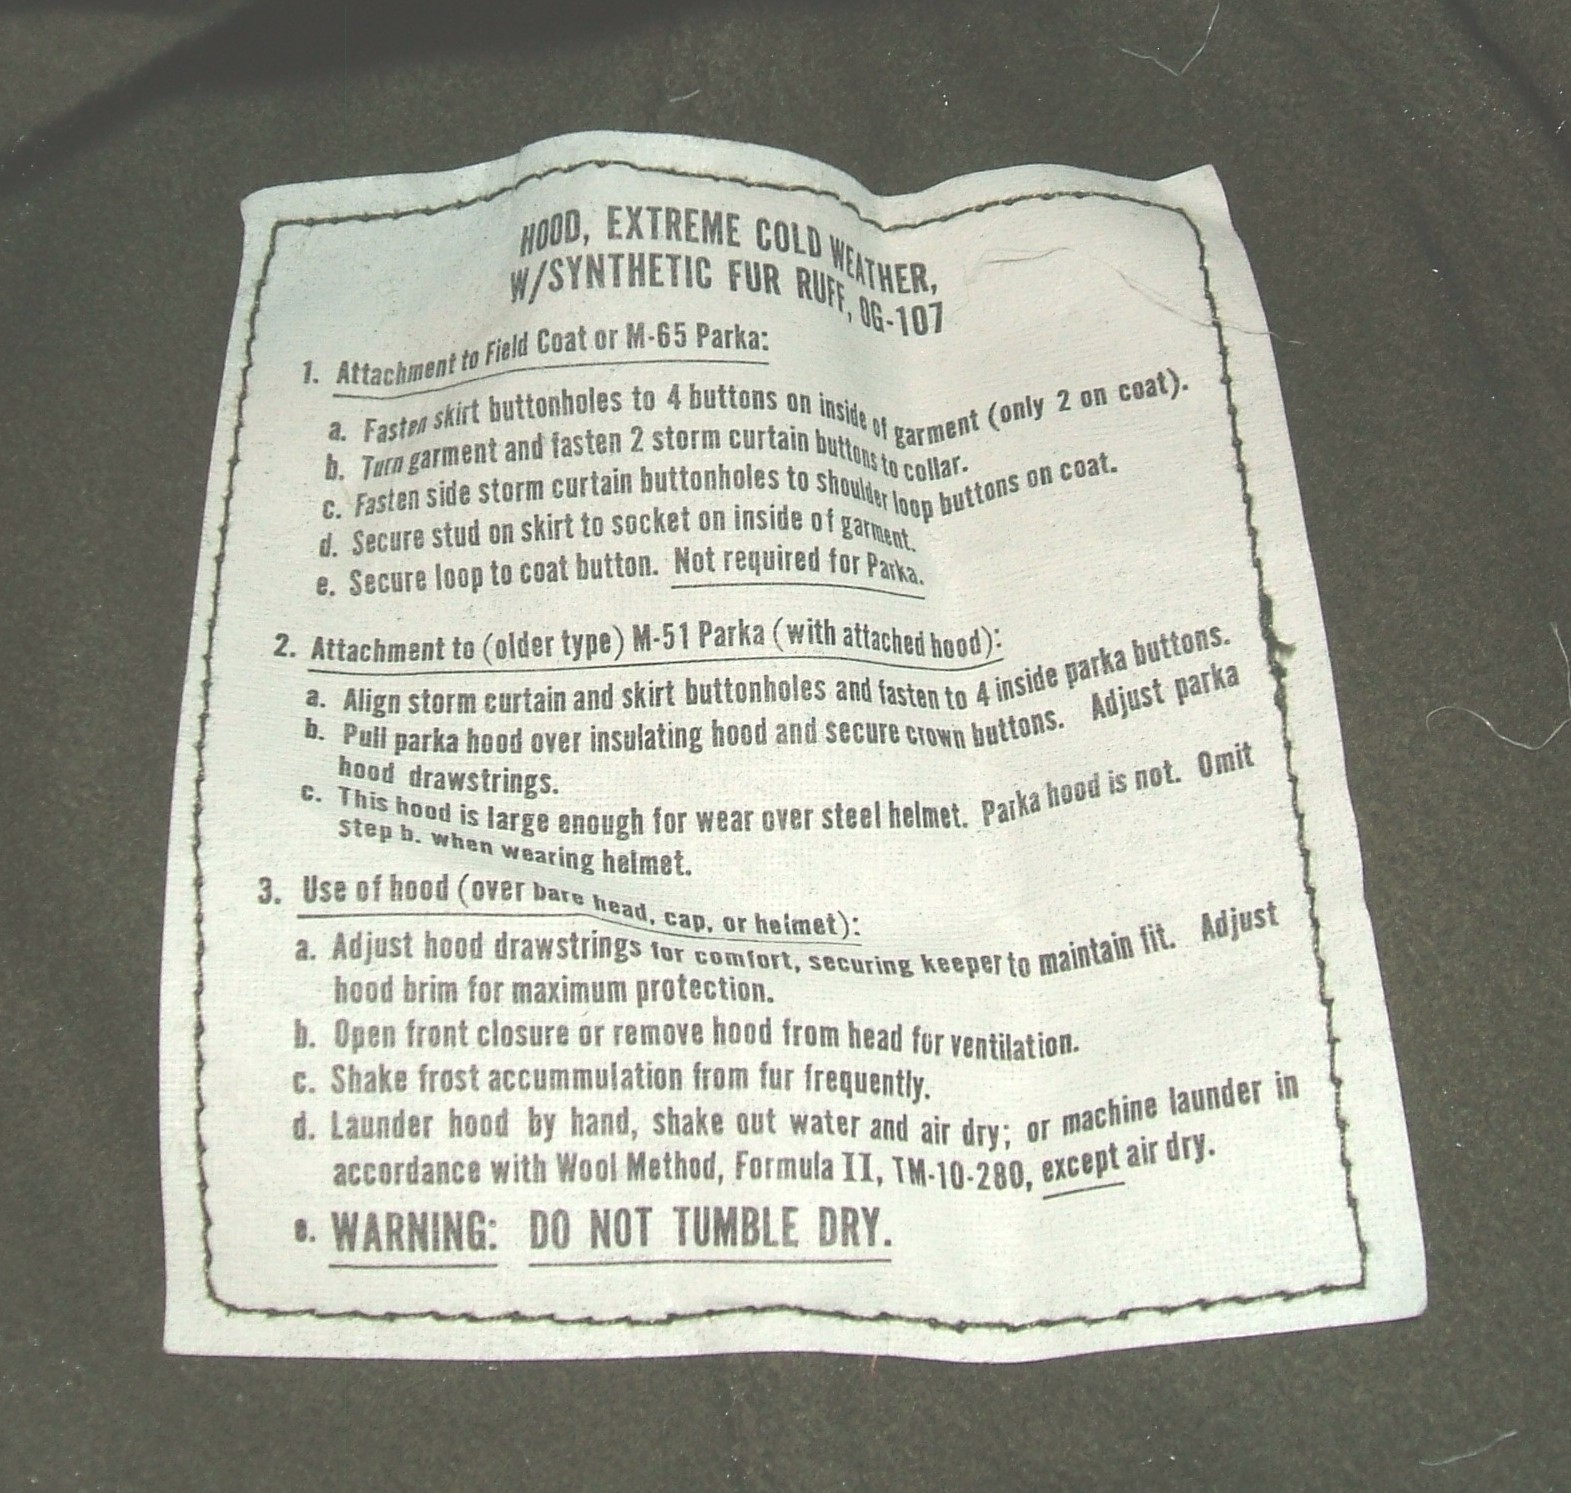 HOOD, EXTREME COLD WEATHER,
W/SYNTHETIC FUR RUFF, OG-107
1. Attachment to Field Coat or M-65 Parka:
a. Fasten skirt buttonholes to 4 buttons on inside of garment (only 2 on coat).
b. Turn garment and fasten 2 storm curtain buttons to collar.
c. Fasten side storm curtain buttonholes to shoulder loop buttons on coat.
d. Secure stud on skirt to socket on inside of garment.
e. Secure loop to coat button. Not required for Parka.
2. Attachment to (older type) M-51 Parka (with attached hood):
a. Align storm curtain and skirt buttonholes and fasten to 4 inside parka buttons.
b. Pull parka hood over insulating hood and secure crown buttons. Adjust parka
hood drawstrings.
c. This hood is large enough for wear over steel helmet. Parka hood is not. Omit
Step b. when wearing helmet.
3. Use of hood (over bare head, cap, or helmet):
a. Adjust hood drawstrings for comfort, securing keeper to maintain fit. Adjust
hood brim for maximum protection.
b. Open front closure or remove hood from head for ventilation.
c. Shake frost accummulation from fur frequently.
d. Launder hood by hand, shake out water and air dry; or machine launder in
accordance with Wool Method, Formula II, TM-10-280, except air dry.
e. WARNING: DO NOT TUMBLE DRY.